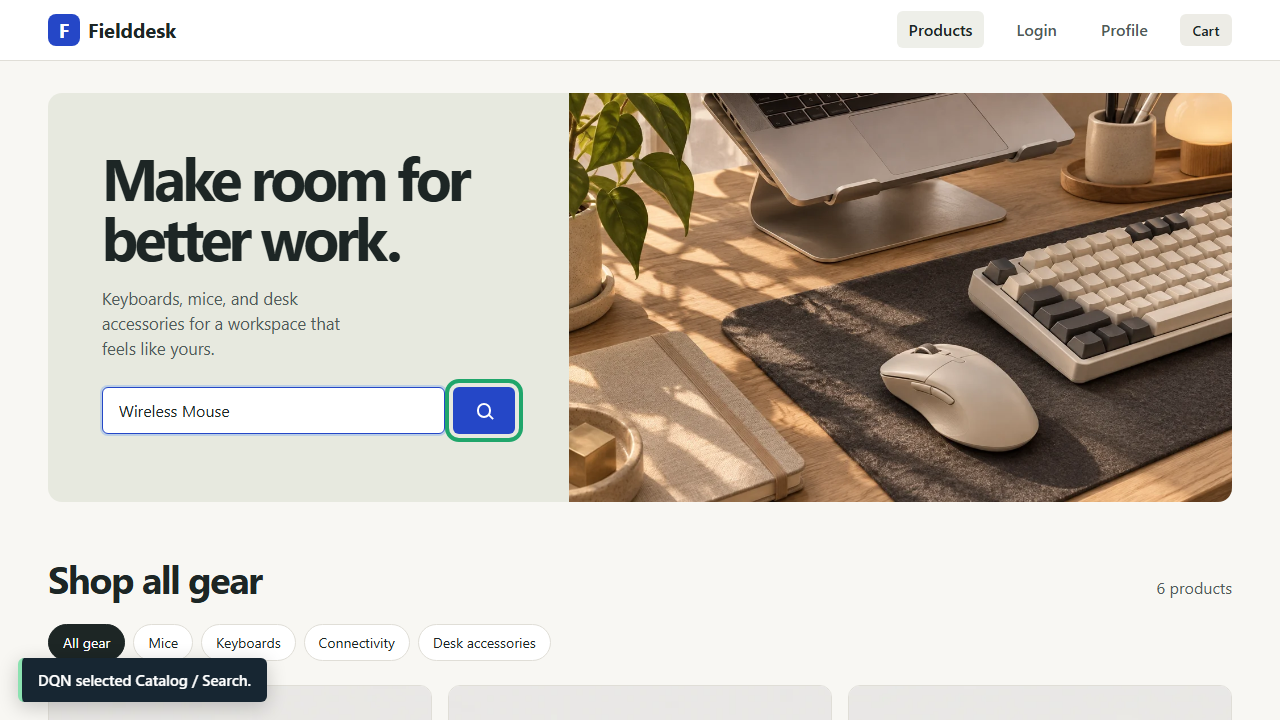 F Fielddesk
Products Login Profile Cart
Make room for
better work.
Keyboards, mice, and desk
accessories for a workspace that
feels like yours.
Wireless Mouse
Shop all gear
6 products
All gear Mice Keyboards Connectivity Desk accessories
DQN selected Catalog / Search.